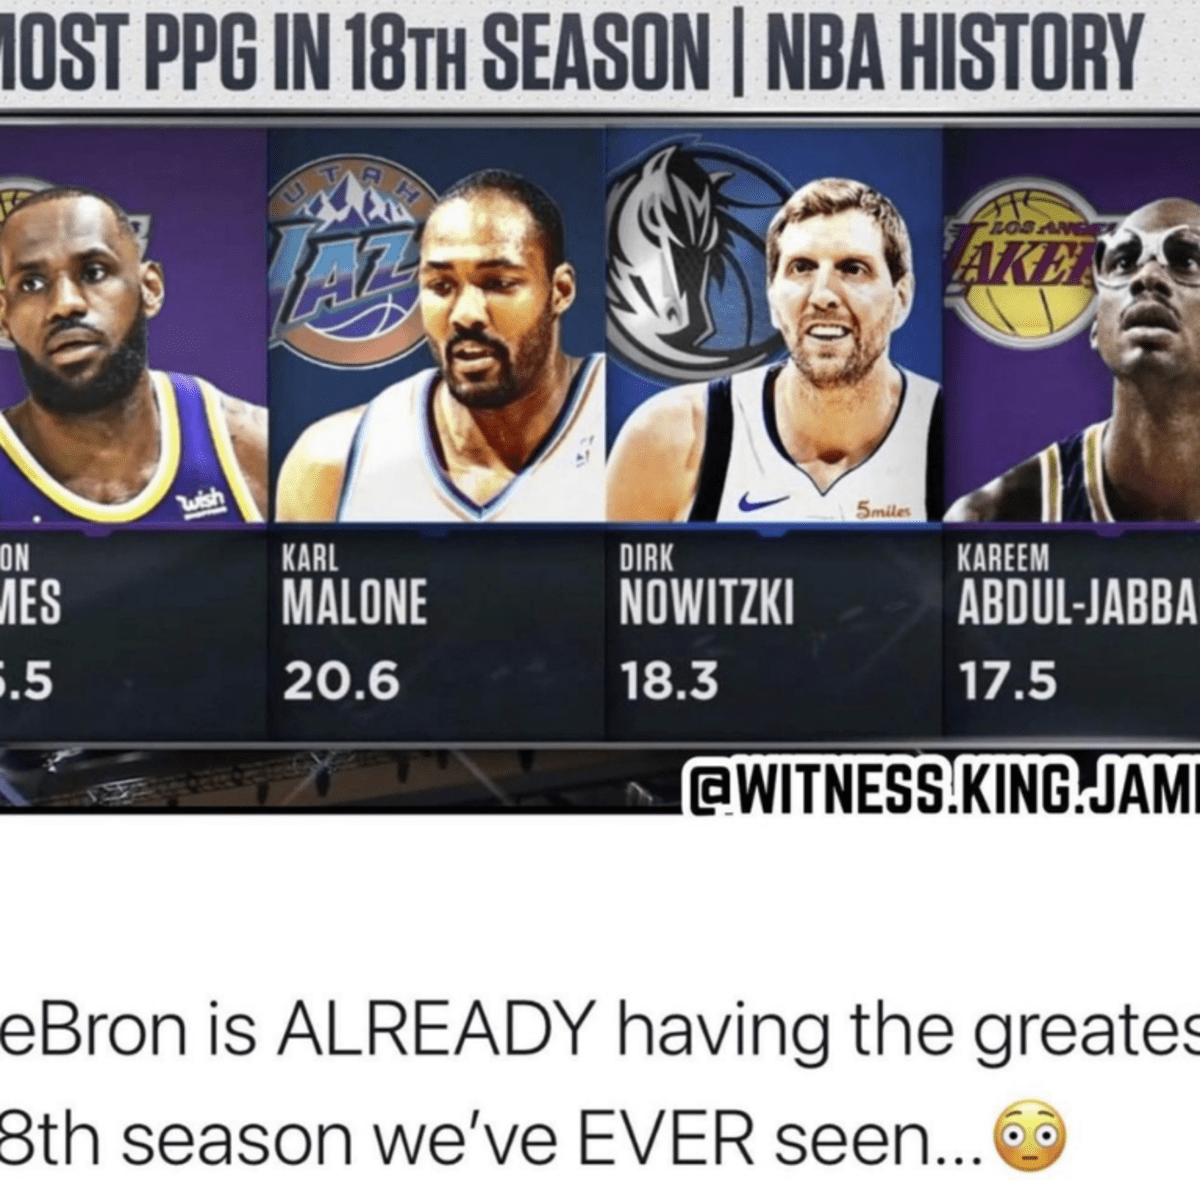 MOST PPG IN 18TH SEASON | NBA HISTORY
UTAH
JAZZ
LOS ANGE
LAKE
wish
5miles
ON
MES
.5
KARL
MALONE
20.6
DIRK
NOWITZKI
18.3
KAREEM
ABDUL-JABBA
17.5
@WITNESS.KING.JAM
eBron is ALREADY having the greates
8th season we've EVER seen...😳